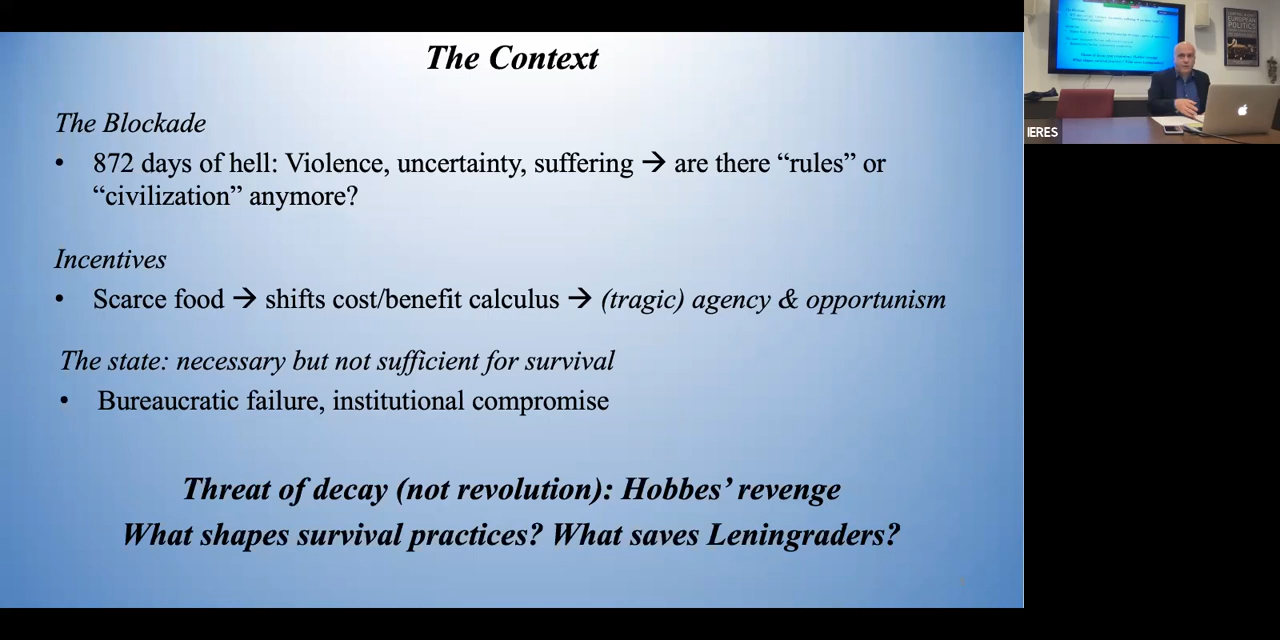 The Context
The Blockade
• 872 days of hell: Violence, uncertainty, suffering → are there “rules” or
“civilization” anymore?
Incentives
• Scarce food → shifts cost/benefit calculus → (tragic) agency & opportunism
The state: necessary but not sufficient for survival
• Bureaucratic failure, institutional compromise
Threat of decay (not revolution): Hobbes’ revenge
What shapes survival practices? What saves Leningraders?
IERES
EUROPEAN
POLITICS